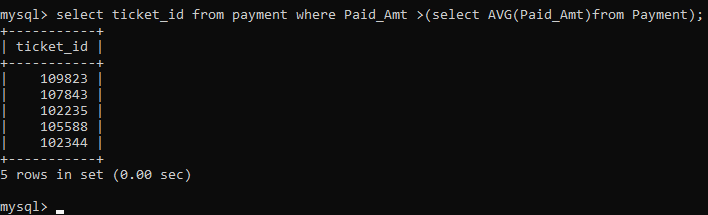 mysql> select ticket_id from payment where Paid_Amt >(select AVG(Paid_Amt)from Payment);
+-----------+
| ticket_id |
+-----------+
|    109823 |
|    107843 |
|    102235 |
|    105588 |
|    102344 |
+-----------+
5 rows in set (0.00 sec)
mysql> _